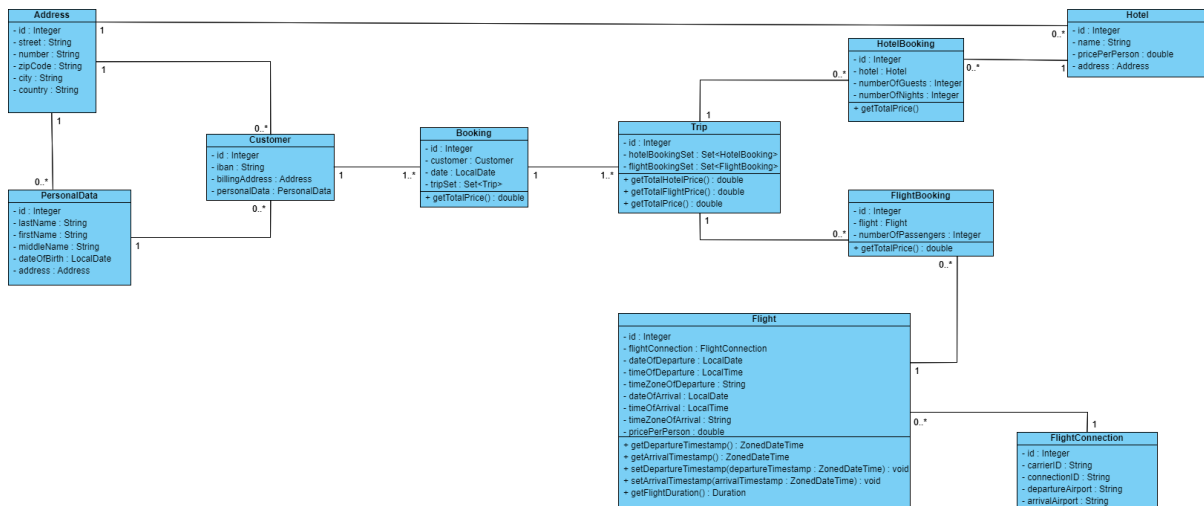 Address
- id : Integer
- street : String
- number : String
- zipCode : String
- city : String
- country : String
1
1
1
0..*
Hotel
- id : Integer
- name : String
- pricePerPerson : double
- address : Address
HotelBooking
- id : Integer
- hotel : Hotel
- numberOfGuests : Integer
- numberOfNights : Integer
+ getTotalPrice()
0..*
0..*
1
0..*
Customer
- id : Integer
- iban : String
- billingAddress : Address
- personalData : PersonalData
0..*
1
1..*
Booking
- id : Integer
- customer : Customer
- date : LocalDate
- tripSet : Set<Trip>
+ getTotalPrice() : double
1
1..*
1
Trip
- id : Integer
- hotelBookingSet : Set<HotelBooking>
- flightBookingSet : Set<FlightBooking>
+ getTotalHotelPrice() : double
+ getTotalFlightPrice() : double
+ getTotalPrice() : double
1
0..*
0..*
PersonalData
- id : Integer
- lastName : String
- firstName : String
- middleName : String
- dateOfBirth : LocalDate
- address : Address
1
FlightBooking
- id : Integer
- flight : Flight
- numberOfPassengers : Integer
+ getTotalPrice() : double
0..*
Flight
- id : Integer
- flightConnection : FlightConnection
- dateOfDeparture : LocalDate
- timeOfDeparture : LocalTime
- timeZoneOfDeparture : String
- dateOfArrival : LocalDate
- timeOfArrival : LocalTime
- timeZoneOfArrival : String
- pricePerPerson : double
+ getDepartureTimestamp() : ZonedDateTime
+ getArrivalTimestamp() : ZonedDateTime
+ setDepartureTimestamp(departureTimestamp : ZonedDateTime) : void
+ setArrivalTimestamp(arrivalTimestamp : ZonedDateTime) : void
+ getFlightDuration() : Duration
1
0..*
1
FlightConnection
- id : Integer
- carrierID : String
- connectionID : String
- departureAirport : String
- arrivalAirport : String